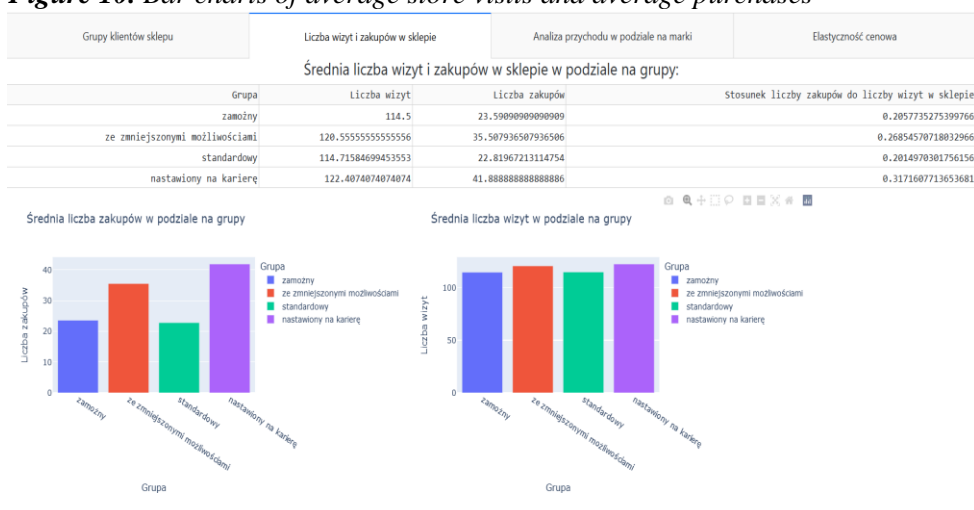 Figure 10. Bar charts of average store visits and average purchases
Grupy klientów sklepu Liczba wizyt i zakupów w sklepie Analiza przychodu w podziale na marki Elastyczność cenowa
Średnia liczba wizyt i zakupów w sklepie w podziale na grupy:
Grupa Liczba wizyt Liczba zakupów Stosunek liczby zakupów do liczby wizyt w sklepie
zamożny 114.5 23.59090909090909 0.2057735275399766
ze zmniejszonymi możliwościami 120.55555555555556 35.507936507936506 0.26854570718032966
standardowy 114.71584699453553 22.81967213114754 0.2014970301756156
nastawiony na karierę 122.4074074074074 41.888888888888886 0.3171607713653681
Średnia liczba zakupów w podziale na grupy
Liczba zakupów
40
30
20
10
0
zamożny
ze zmniejszonymi możliwościami
standardowy
nastawiony na karierę
Grupa
Grupa
zamożny
ze zmniejszonymi możliwościami
standardowy
nastawiony na karierę
Średnia liczba wizyt w podziale na grupy
Liczba wizyt
100
50
0
zamożny
ze zmniejszonymi możliwościami
standardowy
nastawiony na karierę
Grupa
Grupa
zamożny
ze zmniejszonymi możliwościami
standardowy
nastawiony na karierę